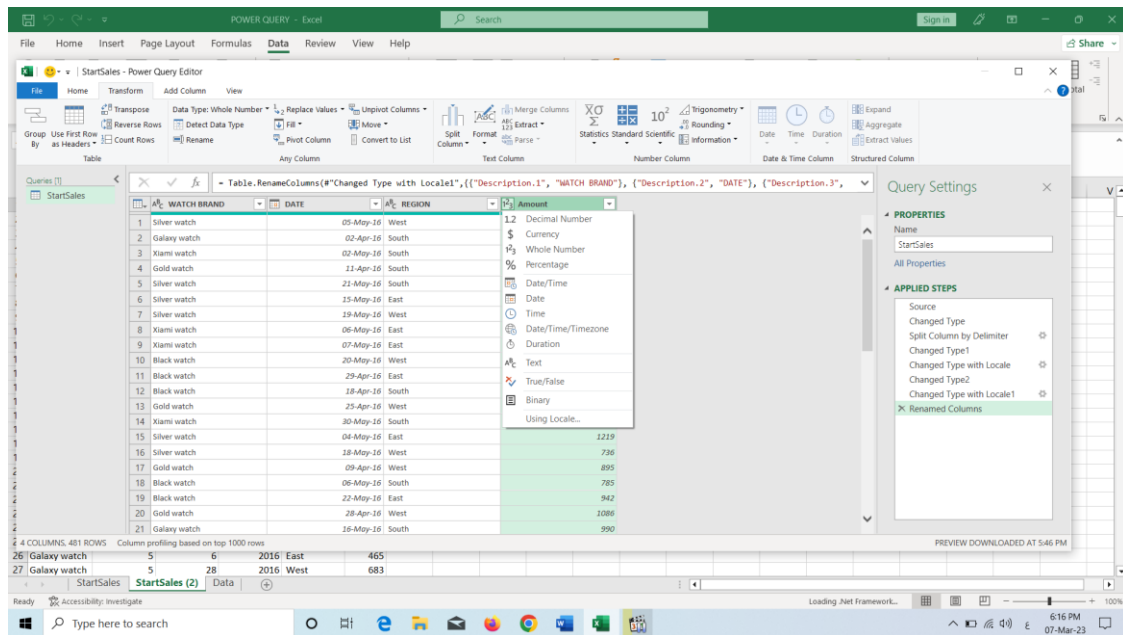 POWER QUERY - Excel
Search
Sign in
File Home Insert Page Layout Formulas Data Review View Help
Share
StartSales - Power Query Editor
File Home Transform Add Column View
Transpose
Reverse Rows
Count Rows
Group By
Use First Row as Headers
Table
Data Type: Whole Number
Detect Data Type
Rename
Replace Values
Fill
Pivot Column
Unpivot Columns
Move
Convert to List
Any Column
Split Column
Format
Merge Columns
Extract
Parse
Text Column
Statistics Standard Scientific
Trigonometry
Rounding
Information
Number Column
Date Time Duration
Date & Time Column
Expand
Aggregate
Extract Values
Structured Column
Queries [1]
StartSales
= Table.RenameColumns(#"Changed Type with Locale1",{{"Description.1", "WATCH BRAND"}, {"Description.2", "DATE"}, {"Description.3",
WATCH BRAND DATE REGION Amount
1 Silver watch 05-May-16 West
2 Galaxy watch 02-Apr-16 South
3 Xiami watch 02-May-16 South
4 Gold watch 11-Apr-16 South
5 Silver watch 21-May-16 South
6 Silver watch 15-May-16 East
7 Silver watch 19-May-16 West
8 Xiami watch 06-May-16 East
9 Xiami watch 07-May-16 East
10 Black watch 20-May-16 West
11 Black watch 29-Apr-16 East
12 Black watch 18-Apr-16 South
13 Gold watch 25-Apr-16 West
14 Xiami watch 30-May-16 South
15 Silver watch 04-May-16 East 1219
16 Silver watch 18-May-16 West 736
17 Gold watch 09-Apr-16 West 895
18 Black watch 06-May-16 South 785
19 Black watch 22-May-16 East 942
20 Gold watch 28-Apr-16 West 1086
21 Galaxy watch 16-May-16 South 990
1.2 Decimal Number
$ Currency
123 Whole Number
% Percentage
Date/Time
Date
Time
Date/Time/Timezone
Duration
ABC Text
True/False
Binary
Using Locale...
Query Settings
PROPERTIES
Name
StartSales
All Properties
APPLIED STEPS
Source
Changed Type
Split Column by Delimiter
Changed Type1
Changed Type with Locale
Changed Type2
Changed Type with Locale1
Renamed Columns
4 COLUMNS, 481 ROWS Column profiling based on top 1000 rows
PREVIEW DOWNLOADED AT 5:46 PM
26 Galaxy watch 5 6 2016 East 465
27 Galaxy watch 5 28 2016 West 683
StartSales StartSales (2) Data
Ready Accessibility: Investigate
Loading .Net Framework...
100%
Type here to search
6:16 PM
07-Mar-23